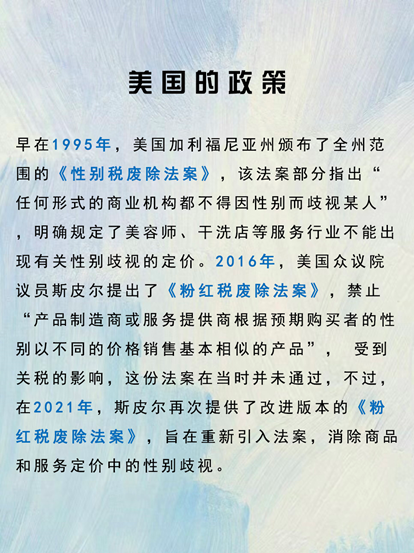 美国的政策
早在1995年，美国加利福尼亚州颁布了全州范
围的《性别税废除法案》，该法案部分指出“
任何形式的商业机构都不得因性别而歧视某人”
，明确规定了美容师、干洗店等服务行业不能出
现有关性别歧视的定价。2016年，美国众议院
议员斯皮尔提出了《粉红税废除法案》，禁止
“产品制造商或服务提供商根据预期购买者的性
别以不同的价格销售基本相似的产品”， 受到
关税的影响，这份法案在当时并未通过，不过，
在2021年，斯皮尔再次提供了改进版本的《粉
红税废除法案》，旨在重新引入法案，消除商品
和服务定价中的性别歧视。